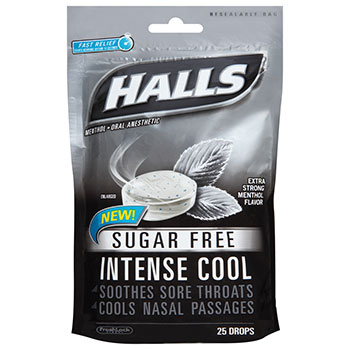 RESEALABLE BAG
FAST RELIEF
HALLS
MENTHOL • ORAL ANESTHETIC
EXTRA
STRONG
MENTHOL
FLAVOR
ENLARGED
NEW!
SUGAR FREE
INTENSE COOL
SOOTHES SORE THROATS
COOLS NASAL PASSAGES
FreshLock
25 DROPS